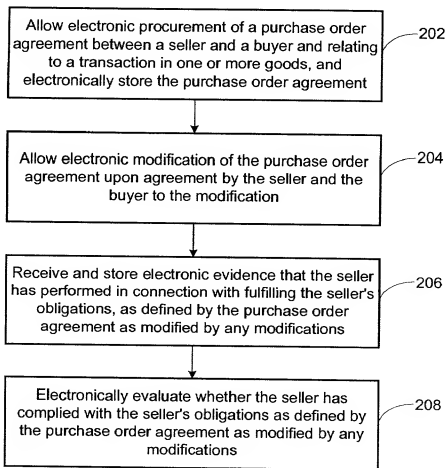 Allow electronic procurement of a purchase order
agreement between a seller and a buyer and relating
to a transaction in one or more goods, and
electronically store the purchase order agreement
202
Allow electronic modification of the purchase order
agreement upon agreement by the seller and the
buyer to the modification
204
Receive and store electronic evidence that the seller
has performed in connection with fulfilling the seller's
obligations, as defined by the purchase order
agreement as modified by any modifications
206
Electronically evaluate whether the seller has
complied with the seller's obligations as defined by
the purchase order agreement as modified by any
modifications
208